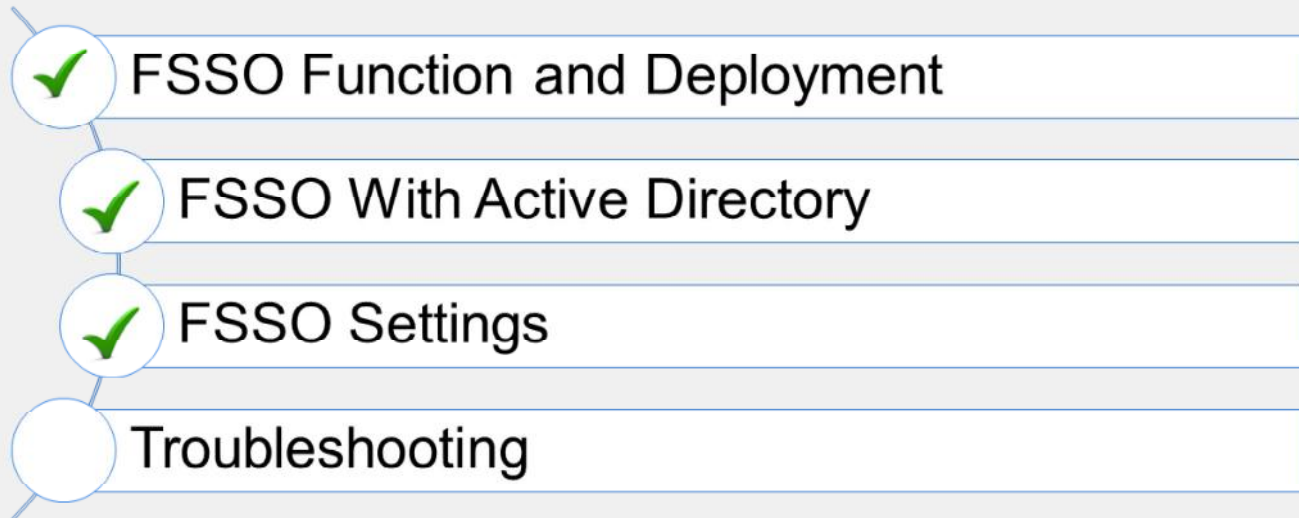 FSSO Function and Deployment
FSSO With Active Directory
FSSO Settings
Troubleshooting